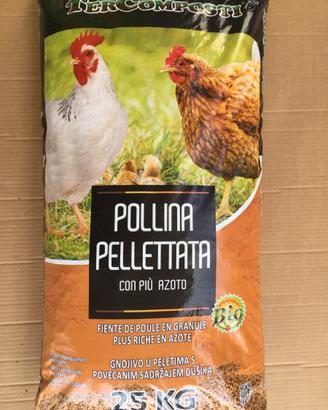 TERCOMPOSTI
POLLINA
PELLETTATA
CON PIÙ AZOTO
Bio
FIENTE DE POULE EN GRANULE
PLUS RICHE EN AZOTE
GNOJIVO U PELETIMA S
POVEĆANIM SADRŽAJEM DUŠIKA
25 KG